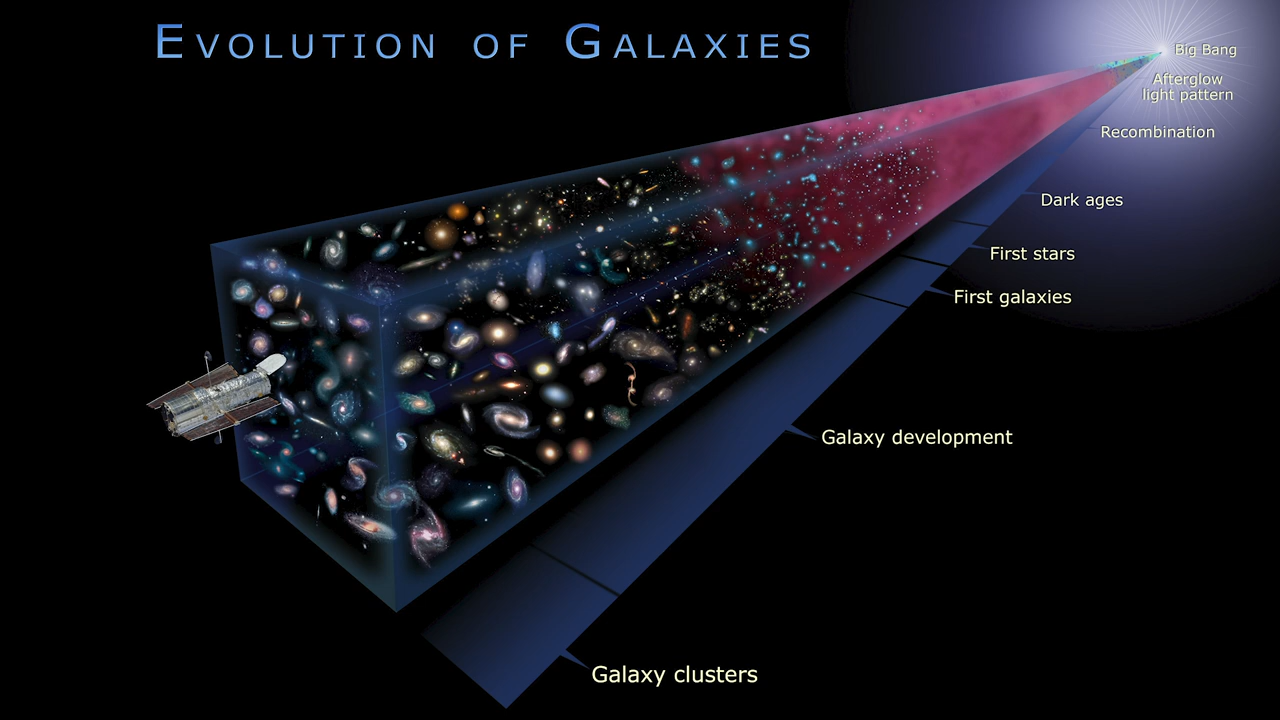 EVOLUTION OF GALAXIES
Big Bang
Afterglow
light pattern
Recombination
Dark ages
First stars
First galaxies
Galaxy development
Galaxy clusters